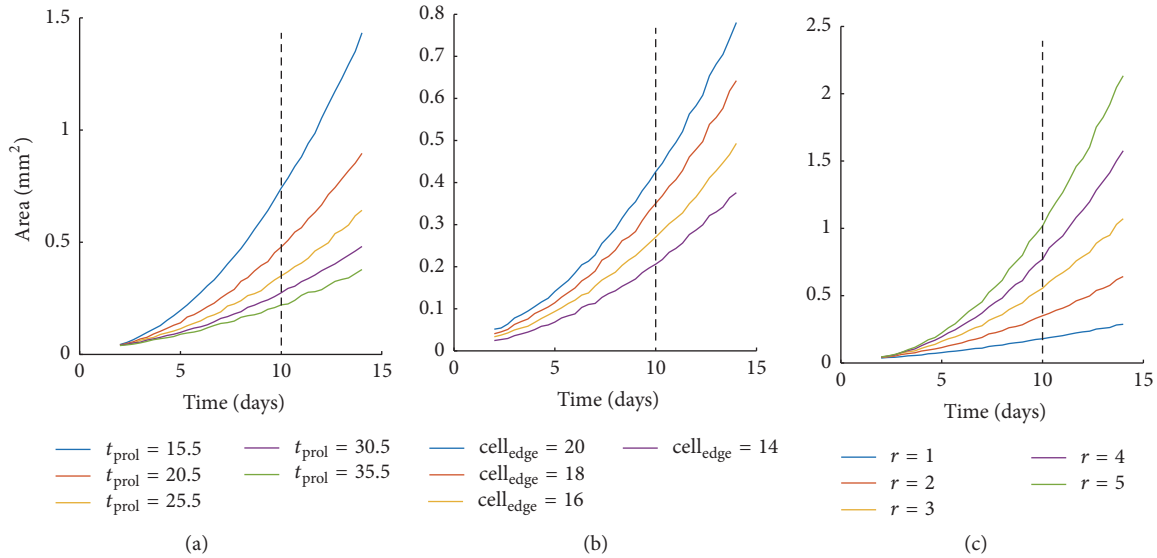 1.5
1
0.5
0
0
5
10
15
Area (mm²)
Time (days)
t_prol = 15.5
t_prol = 20.5
t_prol = 25.5
t_prol = 30.5
t_prol = 35.5
(a)
0.8
0.7
0.6
0.5
0.4
0.3
0.2
0.1
0
0
5
10
15
Time (days)
cell_edge = 20
cell_edge = 18
cell_edge = 16
cell_edge = 14
(b)
2.5
2
1.5
1
0.5
0
0
5
10
15
Time (days)
r = 1
r = 2
r = 3
r = 4
r = 5
(c)